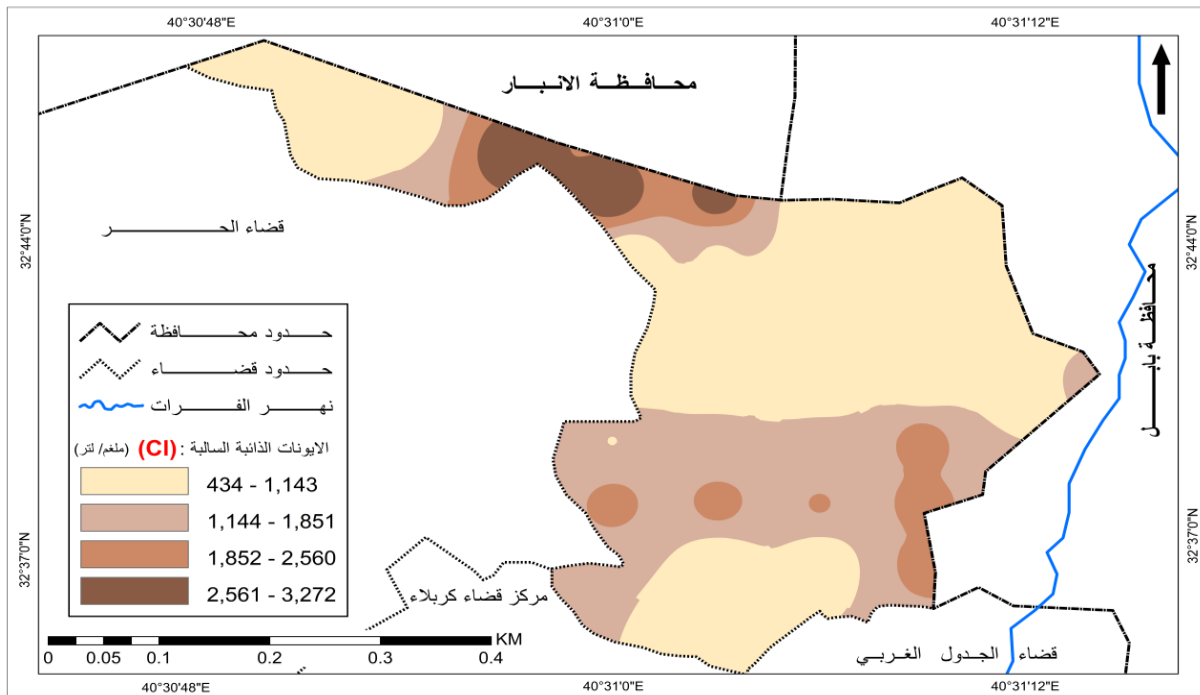 40°30'48"E 40°31'0"E 40°31'12"E
محافظة الانبار
32°44'0"N 32°44'0"N
قضاء الحر
محافظة بابل
حدود محافظة
حدود قضاء
نهر الفرات
الايونات الذائبة السالبة : (Cl) (ملغم/ لتر)
434 - 1,143
1,144 - 1,851
1,852 - 2,560
2,561 - 3,272
32°37'0"N 32°37'0"N
مركز قضاء كربلاء
KM
0 0.05 0.1 0.2 0.3 0.4
قضاء الجدول الغربي
40°30'48"E 40°31'0"E 40°31'12"E